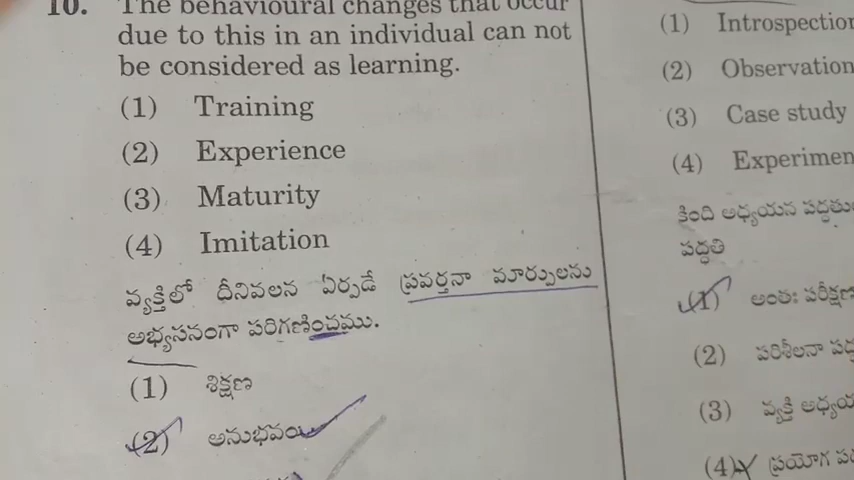 10. The behavioural changes that occur
due to this in an individual can not
be considered as learning.
(1) Training
(2) Experience
(3) Maturity
(4) Imitation
వ్యక్తిలో దీనివలన ఏర్పడే ప్రవర్తనా మార్పులను
అభ్యసనంగా పరిగణించము.
(1) శిక్షణ
(2) అనుభవం
(1) Introspection
(2) Observation
(3) Case study
(4) Experimen
కింది అధ్యయన
పద్ధతి
(1) అంతః పరీక్షణ
(2) పరిశీలనా
(3) వ్యక్తి
(4) ప్రయోగ